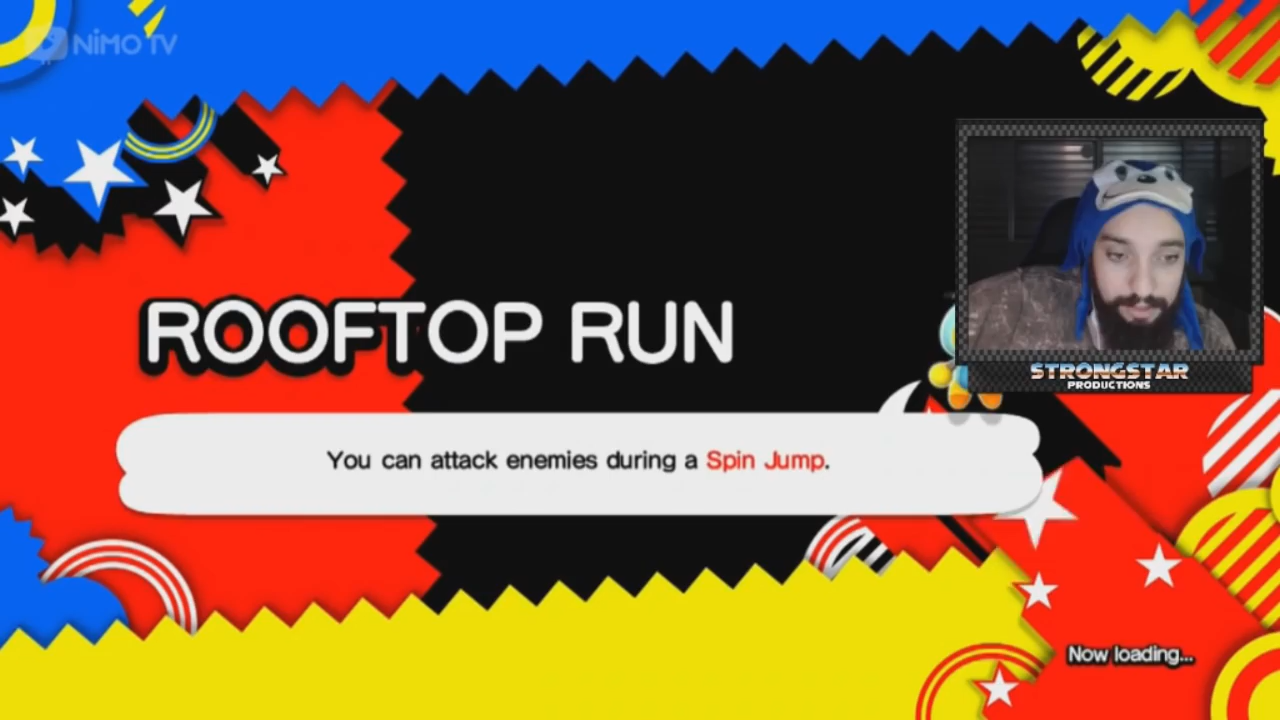 NIMO TV
ROOFTOP RUN
STRONGSTAR
PRODUCTIONS
You can attack enemies during a Spin Jump.
Now loading...